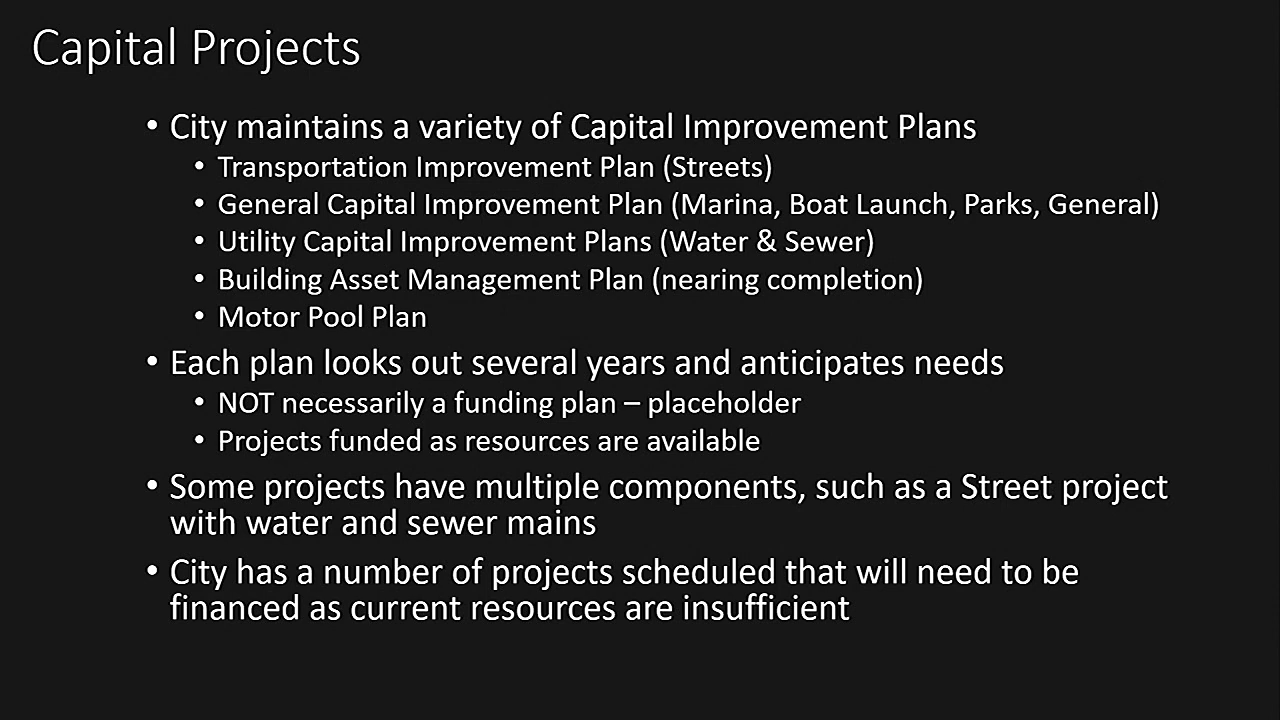 Capital Projects
• City maintains a variety of Capital Improvement Plans
• Transportation Improvement Plan (Streets)
• General Capital Improvement Plan (Marina, Boat Launch, Parks, General)
• Utility Capital Improvement Plans (Water & Sewer)
• Building Asset Management Plan (nearing completion)
• Motor Pool Plan
• Each plan looks out several years and anticipates needs
• NOT necessarily a funding plan – placeholder
• Projects funded as resources are available
• Some projects have multiple components, such as a Street project
with water and sewer mains
• City has a number of projects scheduled that will need to be
financed as current resources are insufficient